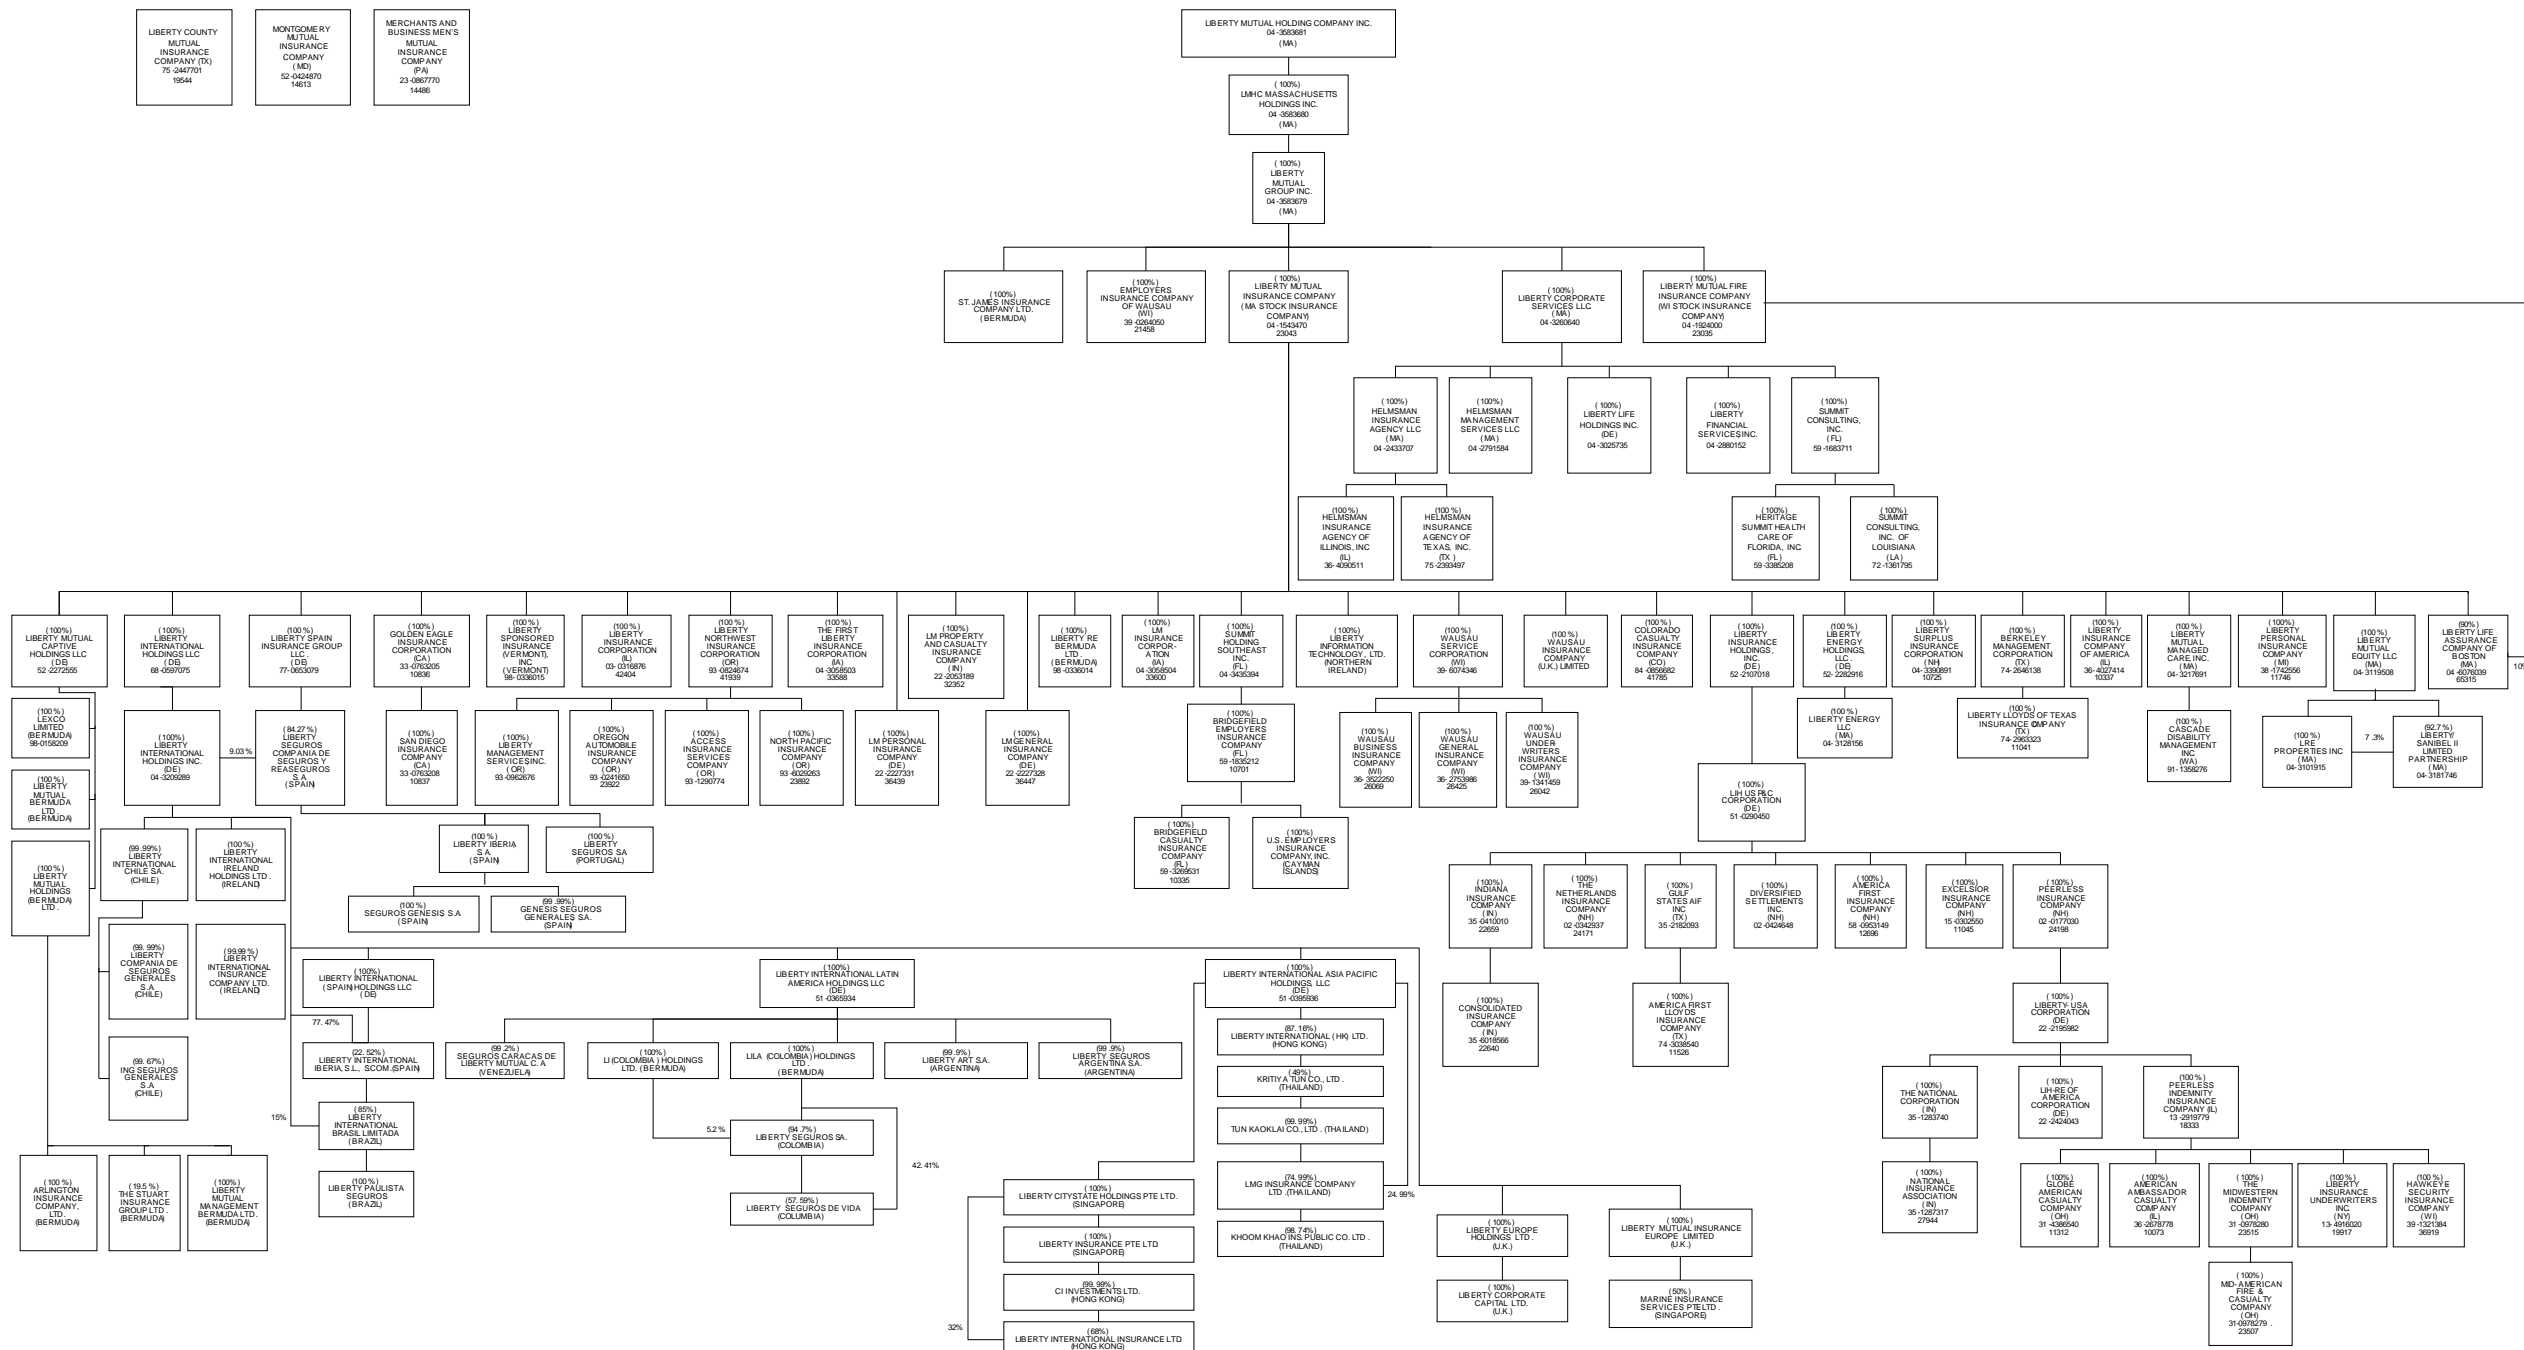 LIBERTY COUNTY
MUTUAL
INSURANCE
COMPANY (TX)
75 -2447701
19544
MONTGOMERY
MUTUAL
INSURANCE
COMPANY
( MD)
52 -0424870
14613
MERCHANTS AND
BUSINESS MEN'S
MUTUAL
INSURANCE
COMPANY
(PA)
23 -0867770
14486
LIBERTY MUTUAL HOLDING COMPANY INC.
04 -3583681
( MA)
( 100%)
LMHC MASSACHUSETTS
HOLDINGS INC.
04 -3583680
( MA)
( 100%)
LIBERTY
MUTUAL
GROUP INC.
04 -3583679
( MA)
(100%)
ST. JAMES INSURANCE
COMPANY LTD.
( BERMUDA)
(100%)
EMPLOYERS
INSURANCE COMPANY
OF WAUSAU
(WI)
39 -0264050
21458
( 100%)
LIBERTY MUTUAL
INSURANCE COMPANY
( MA STOCK INSURANCE
COMPANY)
04 -1543470
23043
(100%)
LIBERTY CORPORATE
SERVICES LLC
( MA)
04 -3260640
( 100%)
LIBERTY MUTUAL FIRE
INSURANCE COMPANY
(WI STOCK INSURANCE
COMPANY)
04 -1924000
23035
( 100%)
HELMSMAN
INSURANCE
AGENCY LLC
( MA)
04 -2433707
( 100%)
HELMSMAN
MANAGEMENT
SERVICES LLC
( MA)
04 -2791584
( 100%)
LIBERTY LIFE
HOLDINGS INC.
(DE)
04 -3025735
( 100%)
LIBERTY
FINANCIAL
SERVICES, INC.
04 -2880152
( 100%)
SUMMIT
CONSULTING,
INC.
( FL)
59 -1683711
(100 %)
HELMSMAN
INSURANCE
AGENCY OF
ILLINOIS, INC
(IL)
36- 4090511
(100 %)
HELMSMAN
INSURANCE
AGENCY OF
TEXAS, INC.
(TX )
75 -2393497
( 100%)
HERITAGE
SUMMIT HEALTH
CARE OF
FLORIDA, INC.
(FL)
59 -3385208
( 100%)
SUMMIT
CONSULTING,
INC. OF
LOUISIANA
( LA)
72 -1361795
(100%)
LIBERTY MUTUAL
CAPTIVE
HOLDINGS LLC
( DE)
52 -2272555
(100%)
LIBERTY
INTERNATIONAL
HOLDINGS LLC
( DE)
68 -0597075
(100%)
LIBERTY SPAIN
INSURANCE GROUP
LLC .
( DE)
77- 0653079
(100 %)
GOLDEN EAGLE
INSURANCE
CORPORATION
(CA)
33 -0763205
10836
(100 %)
LIBERTY
SPONSORED
INSURANCE
(VERMONT),
INC
(VERMONT)
98- 0336015
(100 %)
LIBERTY
INSURANCE
CORPORATION
(IL)
03- 0316876
42404
(100 %)
LIBERTY
NORTHWEST
INSURANCE
CORPORATION
(OR)
93 -0824674
41939
(100%)
THE FIRST
LIBERTY
INSURANCE
CORPORATION
(IA)
04 -3058503
33588
(100%)
LM PROPERTY
AND CASUALTY
INSURANCE
COMPANY
( IN)
22 -2053189
32352
(100%)
LIBERTY RE
BERMUDA
LTD .
( BERMUDA)
98 -0336014
(100%)
LM
INSURANCE
CORPOR-
ATION
(IA)
04 -3058504
33600
(100%)
SUMMIT
HOLDING
SOUTHEAST
INC.
(FL)
04 -3435394
(100%)
LIBERTY
INFORMATION
TECHNOLOGY , LTD.
(NORTHERN
IRELAND)
(100 %)
WAUSAU
SERVICE
CORPORATION
(WI)
39- 6074346
(100 %)
WAUSAU
INSURANCE
COMPANY
(U.K.) LIMITED
(100 %)
COLORADO
CASUALTY
INSURANCE
COMPANY
(CO)
84 -0856682
41785
(100%)
LIBERTY
INSURANCE
HOLDINGS,
INC.
(DE)
52 -2107018
(100%)
LIBERTY
ENERGY
HOLDINGS,
LLC .
( DE)
52- 2282916
(100 %)
LIBERTY
SURPLUS
INSURANCE
CORPORATION
( NH)
04- 3390891
10725
(100 %)
BERKELEY
MANAGEMENT
CORPORATION
(TX)
74- 2646138
(100%)
LIBERTY
INSURANCE
COMPANY
OF AMERICA
(IL)
36- 4027414
10337
(100%)
LIBERTY
MUTUAL
MANAGED
CARE, INC.
(MA)
04- 3217691
(100%)
LIBERTY
PERSONAL
INSURANCE
COMPANY
(MI)
38 -1742556
11746
(100%)
LIBERTY
MUTUAL
EQUITY LLC
(MA)
04- 3119508
(90%)
LIBERTY LIFE
ASSURANCE
COMPANY OF
BOSTON
(MA)
04 -6076039
65315
(100 %)
LEXCO
LIMITED
(BERMUDA)
98-0158209
(100%)
LIBERTY
INTERNATIONAL
HOLDINGS INC.
(DE)
04 -3209289
9.03 %
(84.27 %)
LIBERTY
SEGUROS
COMPANIA DE
SEGUROS Y
REASEGUROS
S. A
( SPAIN)
(100%)
SAN DIEGO
INSURANCE
COMPANY
(CA)
33 -0763208
10837
(100%)
LIBERTY
MANAGEMENT
SERVICES INC.
( OR)
93 -0962676
(100%)
OREGON
AUTOMOBILE
INSURANCE
COMPANY
( OR)
93 -0241650
23922
(100%)
ACCESS
INSURANCE
SERVICES
COMPANY
( OR)
93 -1290774
(100%)
NORTH PACIFIC
INSURANCE
COMPANY
( OR)
93 -6029263
23892
(100%)
LM PERSONAL
INSURANCE
COMPANY
(DE)
22 -2227331
36439
(100%)
LM GENERAL
INSURANCE
COMPANY
(DE)
22 -2227328
36447
(100%)
BRIDGEFIELD
EMPLOYERS
INSURANCE
COMPANY
(FL)
59 -1835212
10701
(100 %)
WAUSAU
BUSINESS
INSURANCE
COMPANY
(WI)
36- 3522250
26069
(100 %)
WAUSAU
GENERAL
INSURANCE
COMPANY
(WI)
36- 2753986
26425
(100 %)
WAUSAU
UNDER-
WRITERS
INSURANCE
COMPANY
( WI)
39- 1341459
26042
(100 %)
LIBERTY ENERGY
LLC
( MA)
04- 3128156
(100 %)
LIBERTY LLOYDS OF TEXAS
INSURANCE COMPANY
(TX)
74- 2963323
11041
(100 %)
CASCADE
DISABILITY
MANAGEMENT
INC
(WA)
91- 1358276
(100 %)
LRE
PROPERTIES INC
( MA)
04- 3101915
7 .3%
(92.7 %)
LIBERTY/
SANIBEL II
LIMITED
PARTNERSHIP
( MA)
04- 3181746
(100 %)
LIBERTY
MUTUAL
BERMUDA
LTD .
(BERMUDA)
(100%)
LIH US P&C
CORPORATION
(DE)
51 -0290450
(100 %)
LIBERTY
MUTUAL
HOLDINGS
(BERMUDA)
LTD .
(99 .99%)
LIBERTY
INTERNATIONAL
CHILE SA.
(CHILE)
(100 %)
LIBERTY
INTERNATIONAL
IRELAND
HOLDINGS LTD .
( IRELAND)
(100 %)
LIBERTY IBERIA,
S.A.
( SPAIN)
(100 %)
LIBERTY
SEGUROS SA
(PORTUGAL)
( 100%)
BRIDGEFIELD
CASUALTY
INSURANCE
COMPANY
(FL)
59 -3269531
10335
(100%)
U.S. EMPLOYERS
INSURANCE
COMPANY, INC.
(CAYMAN
ISLANDS)
(100%)
INDIANA
INSURANCE
COMPANY
( IN)
35 -0410010
22659
(100%)
THE
NETHERLANDS
INSURANCE
COMPANY
(NH)
02 -0342937
24171
(100%)
GULF
STATES AIF
INC
(TX)
35 -2182093
(100%)
DIVERSIFIED
SETTLEMENTS
INC.
(NH)
02 -0424648
(100%)
AMERICA
FIRST
INSURANCE
COMPANY
(NH)
58 -0953149
12696
(100%)
EXCELSIOR
INSURANCE
COMPANY
(NH)
15 -0302550
11045
(100%)
PEERLESS
INSURANCE
COMPANY
(NH)
02 -0177030
24198
(100 %)
SEGUROS GENESIS S.A.
( SPAIN)
(99 .99%)
GENESIS SEGUROS
GENERALES S.A.
(SPAIN)
(99. 99%)
LIBERTY
COMPANIA DE
SEGUROS
GENERALES
S.A
(CHILE)
( 99.99 %)
LIBERTY
INTERNATIONAL
INSURANCE
COMPANY LTD.
( IRELAND)
(100%)
LIBERTY INTERNATIONAL
( SPAIN) HOLDINGS LLC
( DE)
(100%)
LIBERTY INTERNATIONAL LATIN
AMERICA HOLDINGS, LLC
(DE)
51 -0365934
(100%)
LIBERTY INTERNATIONAL ASIA PACIFIC
HOLDINGS, LLC
(DE)
51 -0395936
(100%)
CONSOLIDATED
INSURANCE
COMPANY
( IN)
35 -6018566
22640
(100%)
AMERICA FIRST
LLOYDS
INSURANCE
COMPANY
(TX)
74 -3038540
11526
(100%)
LIBERTY- USA
CORPORATION
(DE)
22 -2195982
77. 47%
(99. 67%)
ING SEGUROS
GENERALES
S.A
(CHILE)
(22. 52%)
LIBERTY INTERNATIONAL
IBERIA, S.L., SCOM .(SPAIN)
(99 .2%)
SEGUROS CARACAS DE
LIBERTY MUTUAL C. A.
(VENEZUELA)
(100%)
LI (COLOMBIA ) HOLDINGS
LTD. ( BERMUDA)
(100%)
LILA (COLOMBIA) HOLDINGS
LTD .
( BERMUDA)
(99 .9%)
LIBERTY ART SA.
(ARGENTINA)
(99 .9%)
LIBERTY SEGUROS
ARGENTINA S.A.
(ARGENTINA)
(87. 16%)
LIBERTY INTERNATIONAL ( HK) LTD.
(HONG KONG)
(49%)
KRITIYA TUN CO., LTD .
(THAILAND)
(99. 99%)
TUN KAOKLAI CO., LTD . (THAILAND)
(100%)
THE NATIONAL
CORPORATION
( IN)
35 -1283740
(100%)
LIH-RE OF
AMERICA
CORPORATION
(DE)
22 -2424043
(100 %)
PEERLESS
INDEMNITY
INSURANCE
COMPANY (IL)
13 -2919779
18333
15%
(85%)
LIBERTY
INTERNATIONAL
BRASIL LIMITADA
( BRAZIL)
5.2 %
(94 .7%)
LIBERTY SEGUROS SA.
(COLOMBIA)
42. 41%
(100 %)
ARLINGTON
INSURANCE
COMPANY,
LTD.
(BERMUDA)
(19.5 %)
THE STUART
INSURANCE
GROUP LTD .
(BERMUDA)
(100%)
LIBERTY
MUTUAL
MANAGEMENT
BERMUDA LTD.
(BERMUDA)
(100%)
LIBERTY PAULISTA
SEGUROS
(BRAZIL)
(57. 59%)
LIBERTY SEGUROS DE VIDA
(COLUMBIA)
(100%)
LIBERTY CITYSTATE HOLDINGS PTE LTD.
(SINGAPORE)
(74. 99%)
LMG INSURANCE COMPANY
LTD .(THAILAND)
24. 99%
(98. 74%)
KHOOM KHAO INS. PUBLIC CO. LTD .
(THAILAND)
(100%)
LIBERTY INSURANCE PTE LTD.
(SINGAPORE)
(99. 99%)
CI INVESTMENTS LTD.
(HONG KONG)
32%
(68%)
LIBERTY INTERNATIONAL INSURANCE LTD.
(HONG KONG)
(100%)
LIBERTY EUROPE
HOLDINGS LTD .
(U.K.)
(100%)
LIBERTY MUTUAL INSURANCE
EUROPE LIMITED
(U.K.)
(100%)
LIBERTY CORPORATE
CAPITAL LTD.
(U.K.)
(50%)
MARINE INSURANCE
SERVICES PTE LTD .
(SINGAPORE)
(100%)
NATIONAL
INSURANCE
ASSOCIATION
( IN)
35 -1287317
27944
(100%)
GLOBE
AMERICAN
CASUALTY
COMPANY
(OH)
31 -4386540
11312
(100%)
AMERICAN
AMBASSADOR
CASUALTY
COMPANY
(IL)
36 -2678778
10073
(100%)
THE
MIDWESTERN
INDEMNITY
COMPANY
(OH)
31 -0978280
23515
(100 %)
LIBERTY
INSURANCE
UNDERWRITERS
INC.
(NY)
13- 4916020
19917
(100 %)
HAWKEYE
SECURITY
INSURANCE
COMPANY
( WI)
39 -1321384
36919
( 100%)
MID- AMERICAN
FIRE &
CASUALTY
COMPANY
( OH)
31-0978279 .
23507